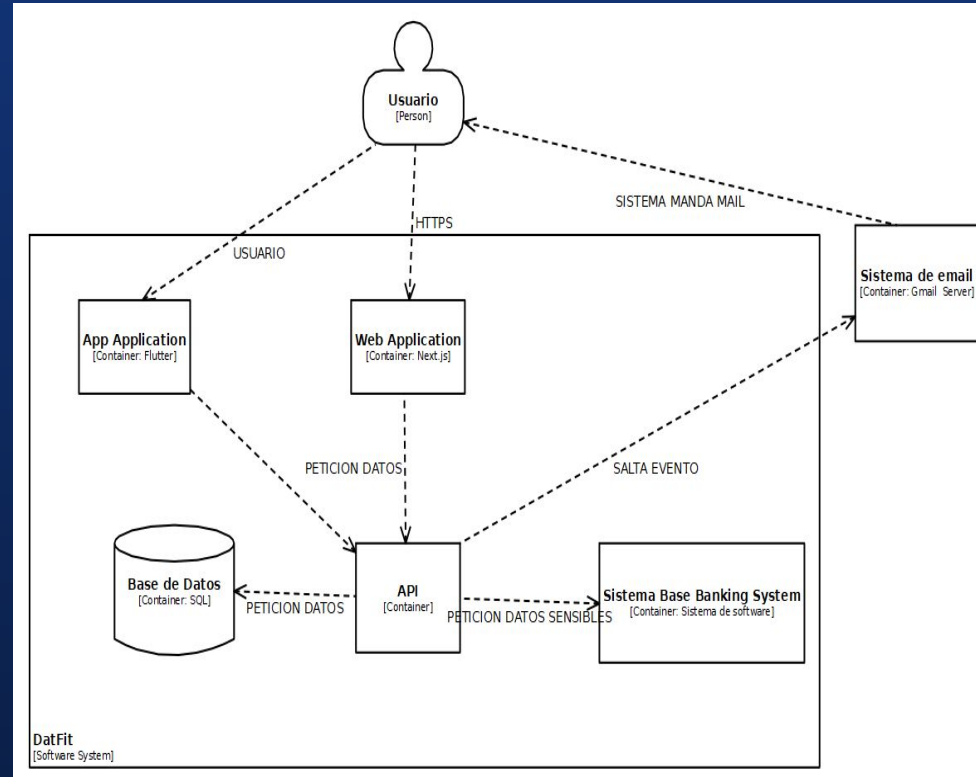 Usuario
[Person]
SISTEMA MANDA MAIL
HTTPS
USUARIO
Sistema de email
[Container: Gmail Server]
App Application
[Container: Flutter]
Web Application
[Container: Next.js]
PETICION DATOS
SALTA EVENTO
Base de Datos
[Container: SQL]
PETICION DATOS
API
[Container]
PETICION DATOS SENSIBLES
Sistema Base Banking System
[Container: Sistema de software]
DatFit
[Software System]